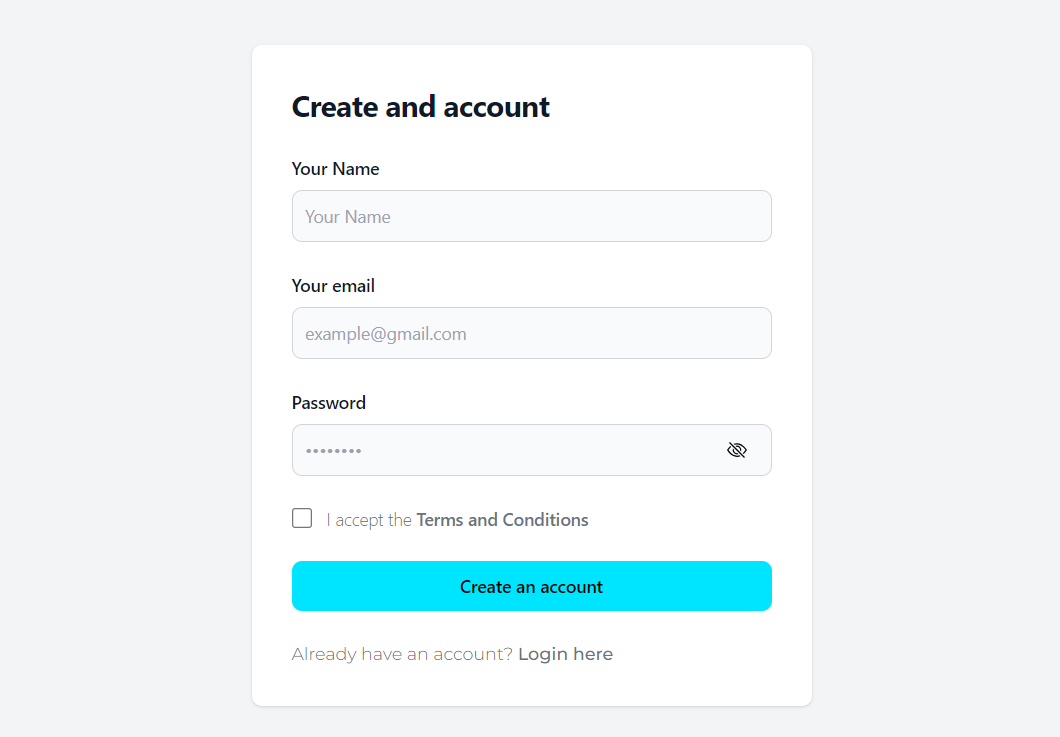 Create and account
Your Name
Your Name
Your email
example@gmail.com
Password
••••••••
I accept the Terms and Conditions
Create an account
Already have an account? Login here